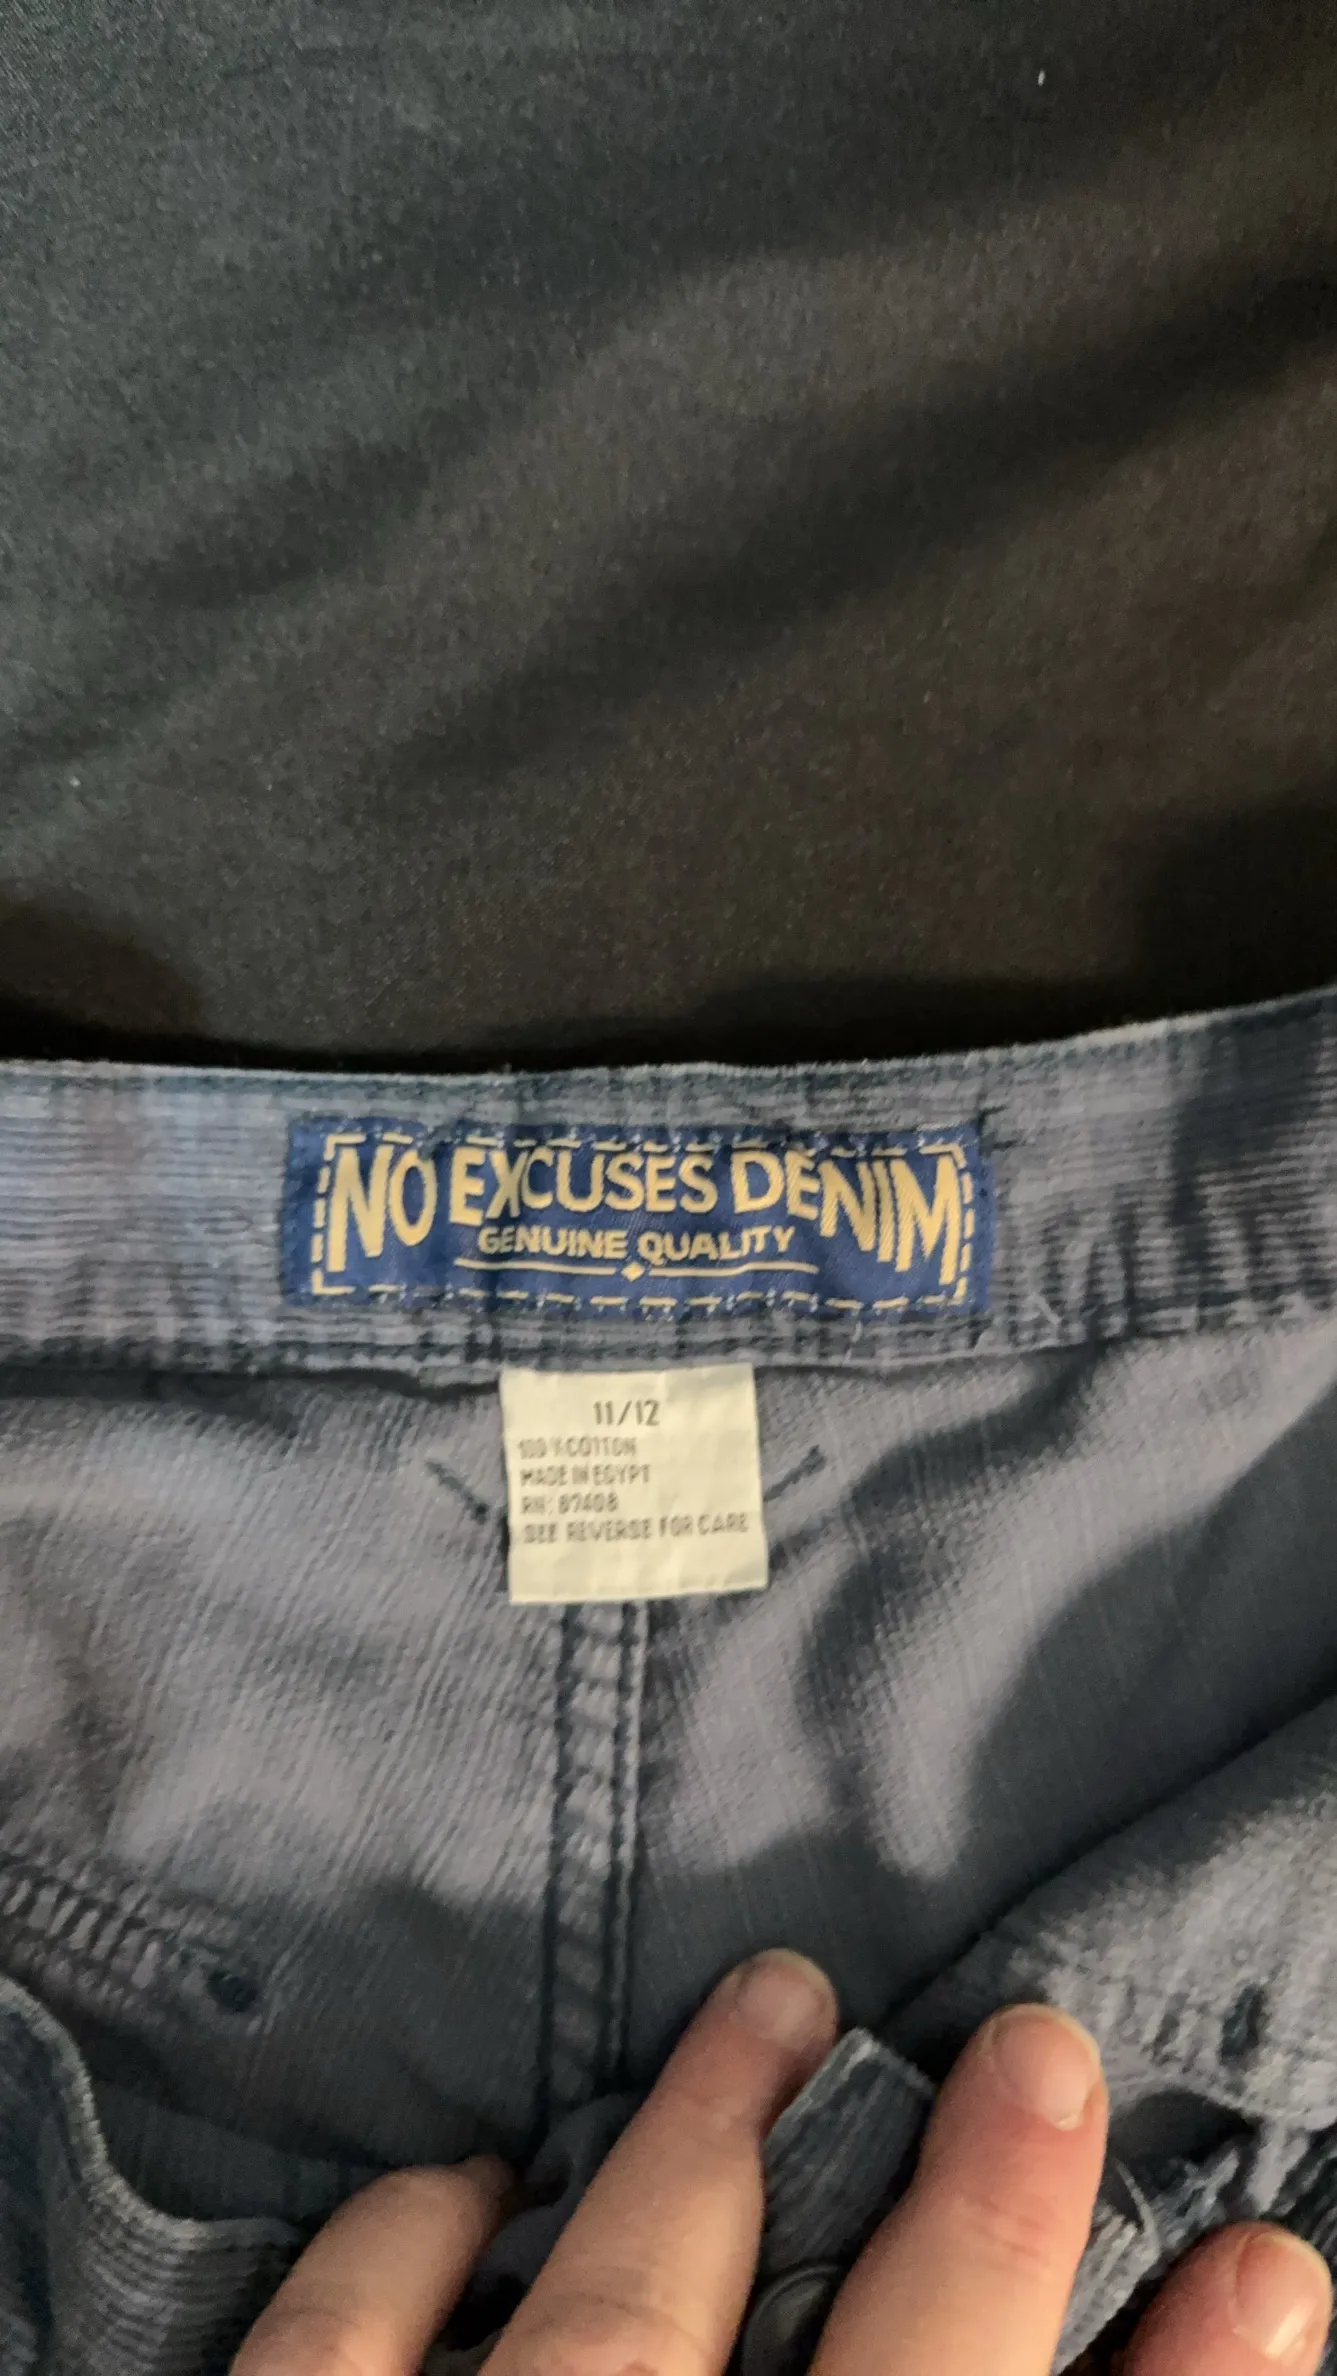 NO EXCUSES DENIM
GENUINE QUALITY
11/12
100% COTTON
MADE IN EGYPT
RN: 87408
SEE REVERSE FOR CARE